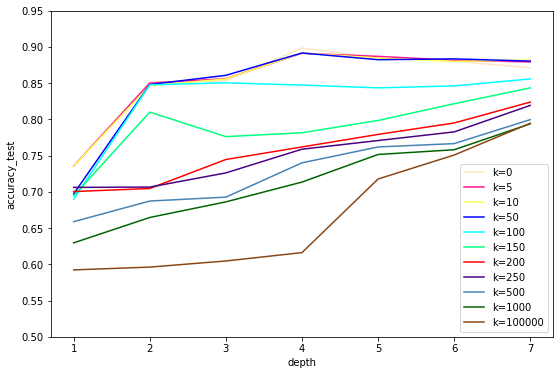 0.95
0.90
0.85
0.80
0.75
0.70
0.65
0.60
0.55
0.50
accuracy_test
1 2 3 4 5 6 7
depth
k=0
k=5
k=10
k=50
k=100
k=150
k=200
k=250
k=500
k=1000
k=100000